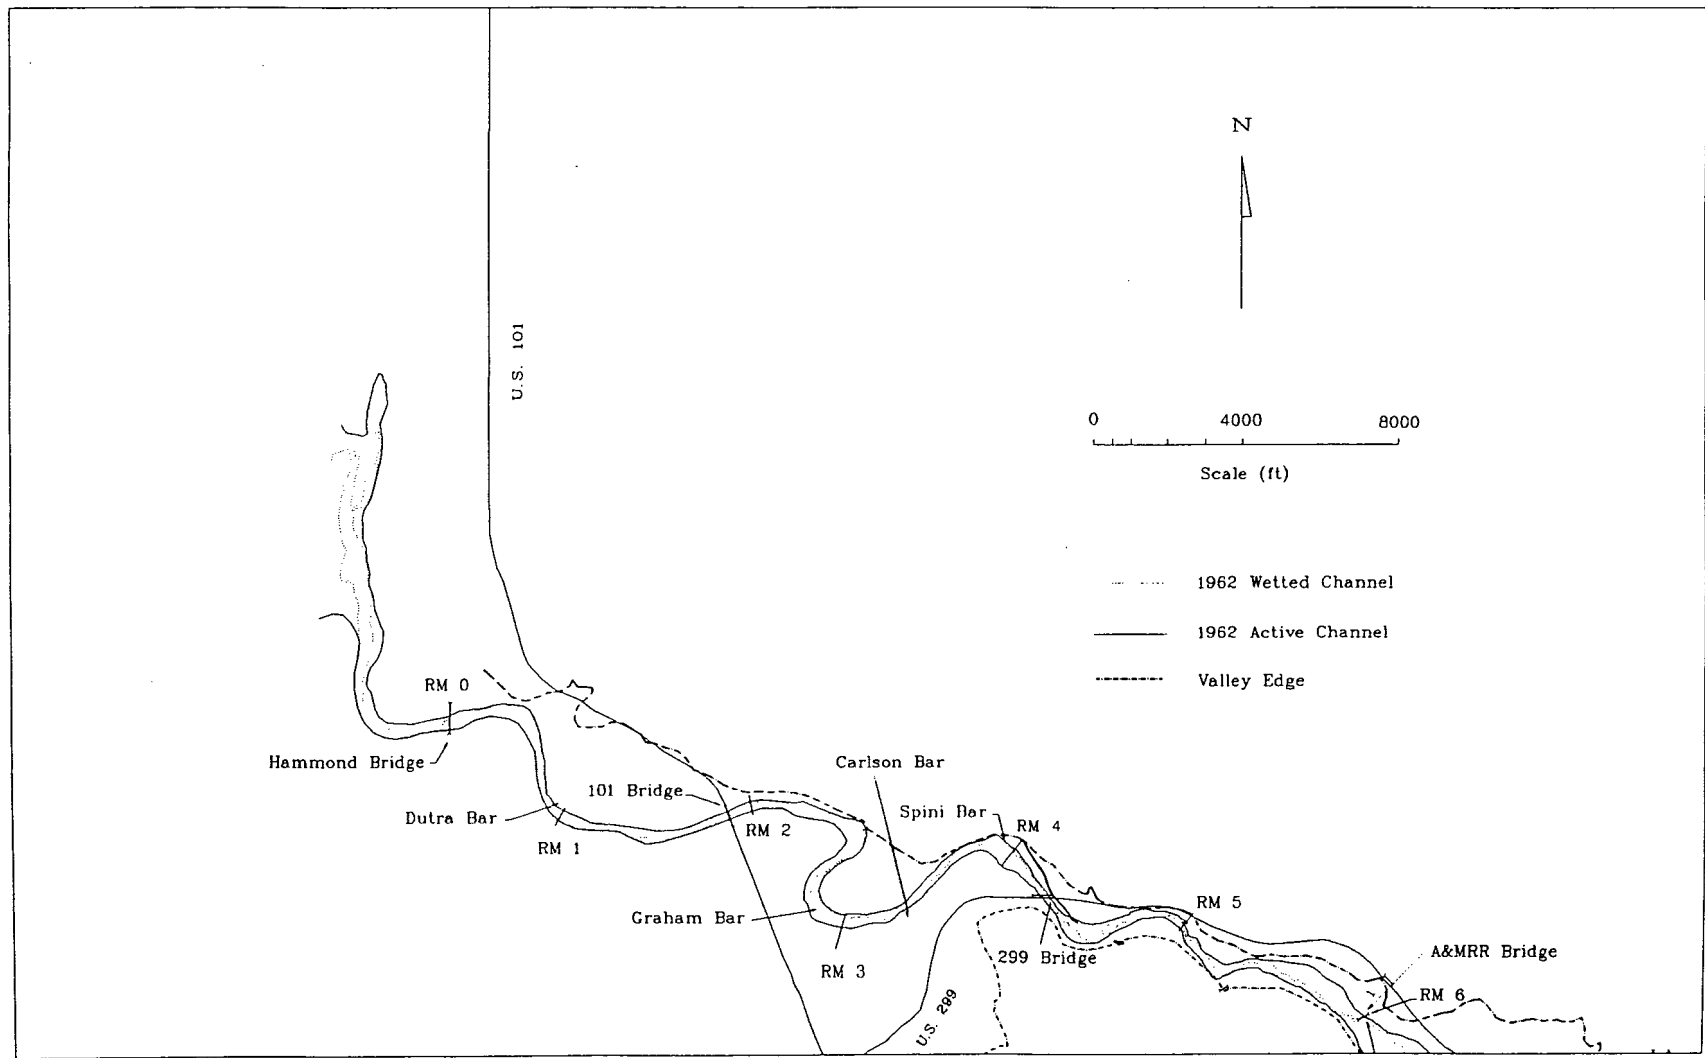 N
U.S. 101
0 4000 8000
Scale (ft)
1962 Wetted Channel
1962 Active Channel
Valley Edge
RM 0
Hammond Bridge
Carlson Bar
101 Bridge
Spini Bar
Dutra Bar
RM 4
RM 2
RM 1
RM 5
Graham Bar
299 Bridge
A&MRR Bridge
RM 3
RM 6
U.S. 299